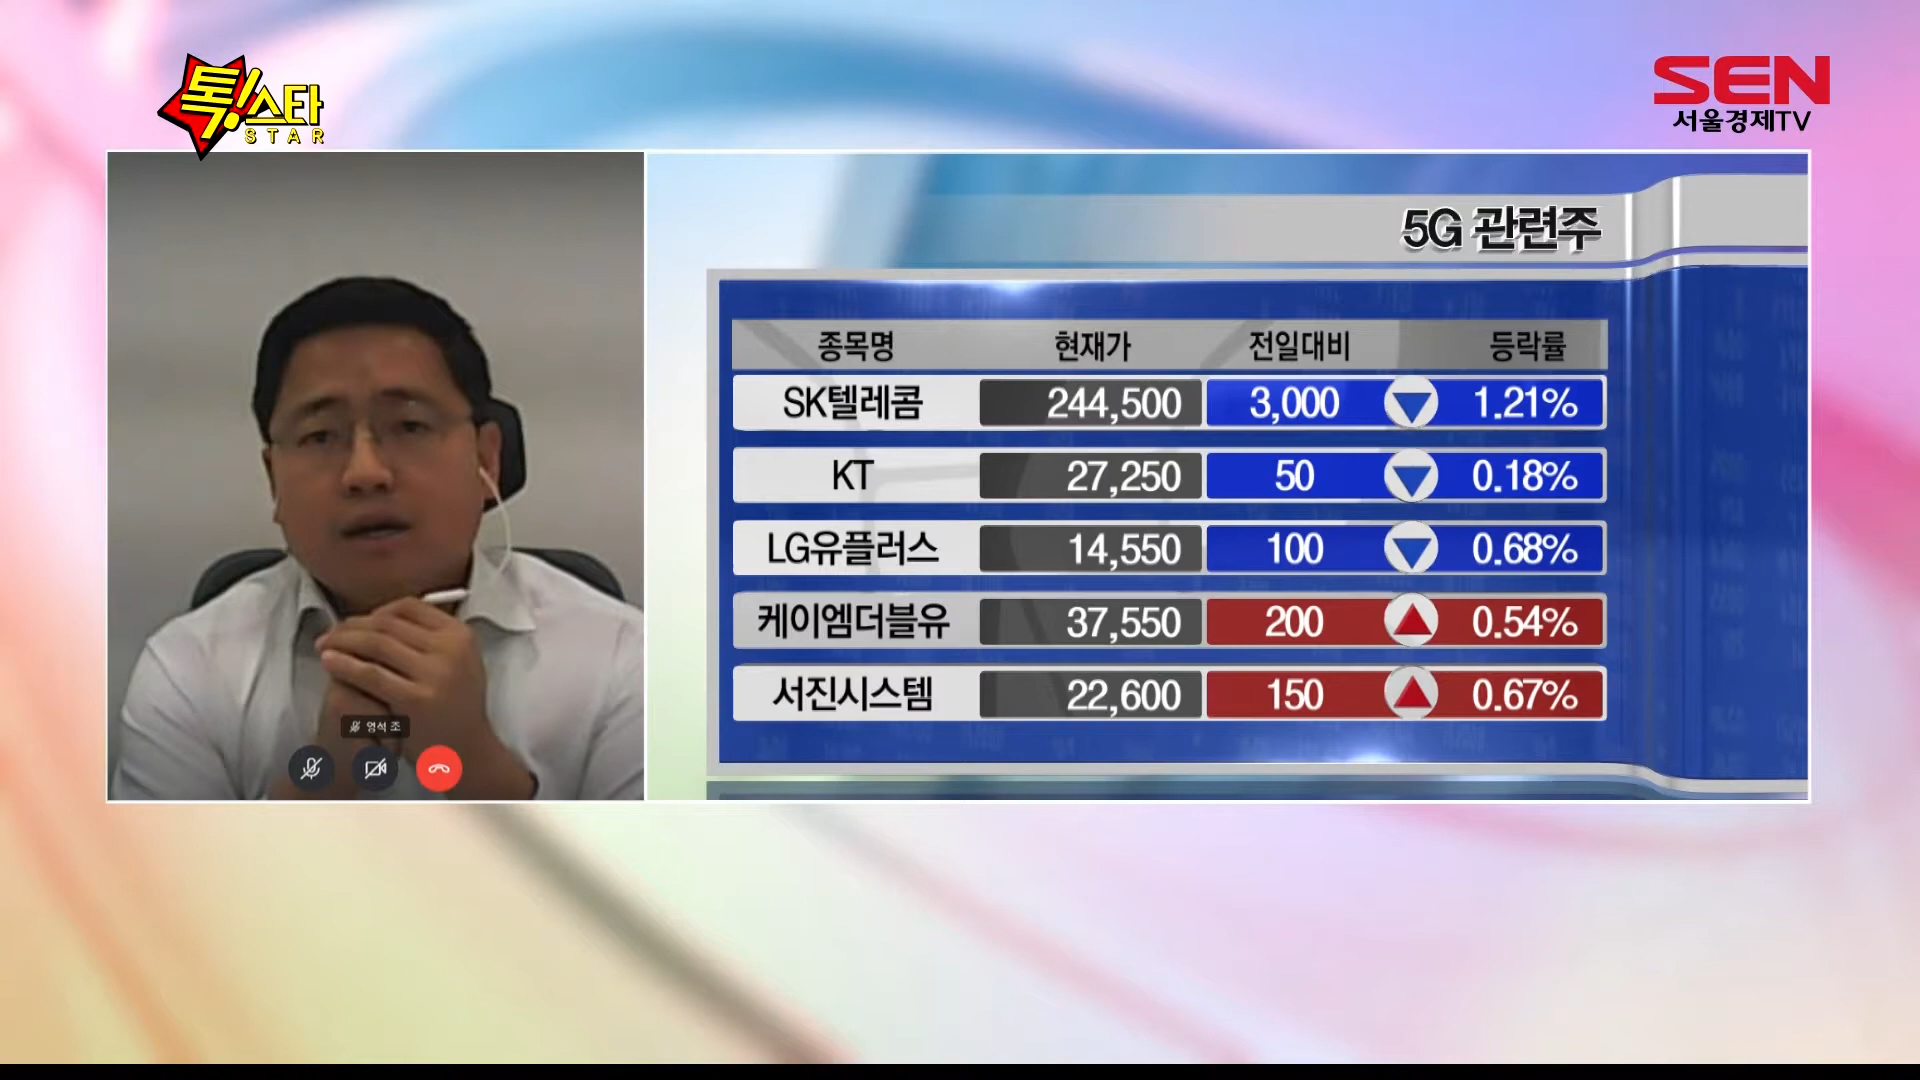 톡!스타
STAR
SEN
서울경제TV
5G 관련주
종목명 현재가 전일대비 등락률
SK텔레콤 244,500 3,000 ▼ 1.21%
KT 27,250 50 ▼ 0.18%
LG유플러스 14,550 100 ▼ 0.68%
케이엠더블유 37,550 200 ▲ 0.54%
서진시스템 22,600 150 ▲ 0.67%
영석 조